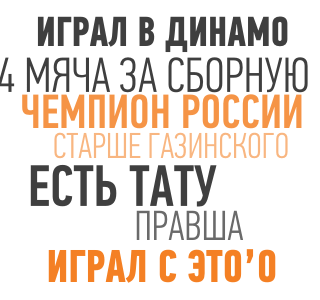 ИГРАЛ В ДИНАМО
4 МЯЧА ЗА СБОРНУЮ
ЧЕМПИОН РОССИИ
СТАРШЕ ГАЗИНСКОГО
ЕСТЬ ТАТУ
ПРАВША
ИГРАЛ С ЭТО’О